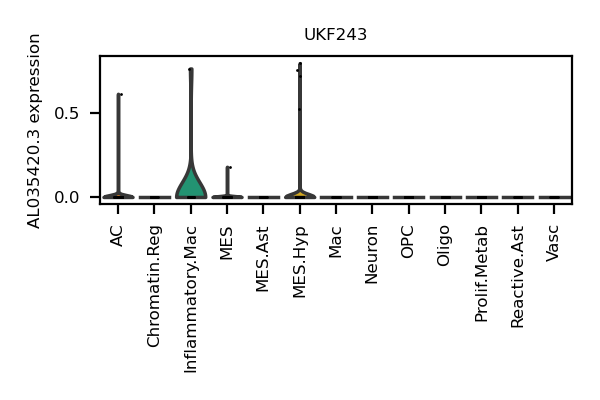 UKF243
AL035420.3 expression
0.5
0.0
AC
Chromatin.Reg
Inflammatory.Mac
MES
MES.Ast
MES.Hyp
Mac
Neuron
OPC
Oligo
Prolif.Metab
Reactive.Ast
Vasc